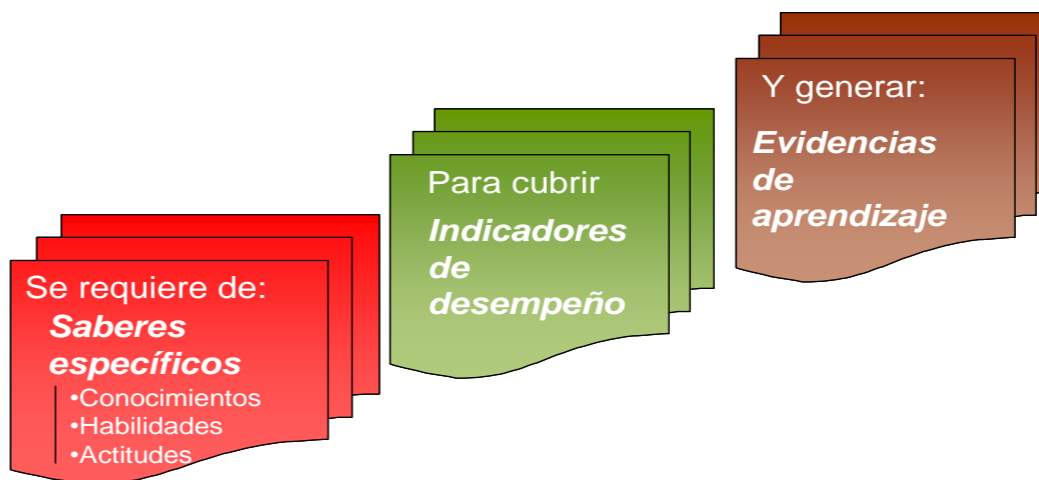 Se requiere de:
Saberes
específicos
•Conocimientos
•Habilidades
•Actitudes
Para cubrir
Indicadores
de
desempeño
Y generar:
Evidencias
de
aprendizaje